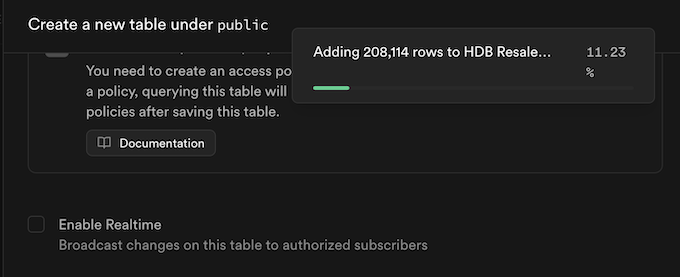 Create a new table under public
Adding 208,114 rows to HDB Resale... 11.23
%
You need to create an access po
a policy, querying this table will
policies after saving this table.
Documentation
Enable Realtime
Broadcast changes on this table to authorized subscribers